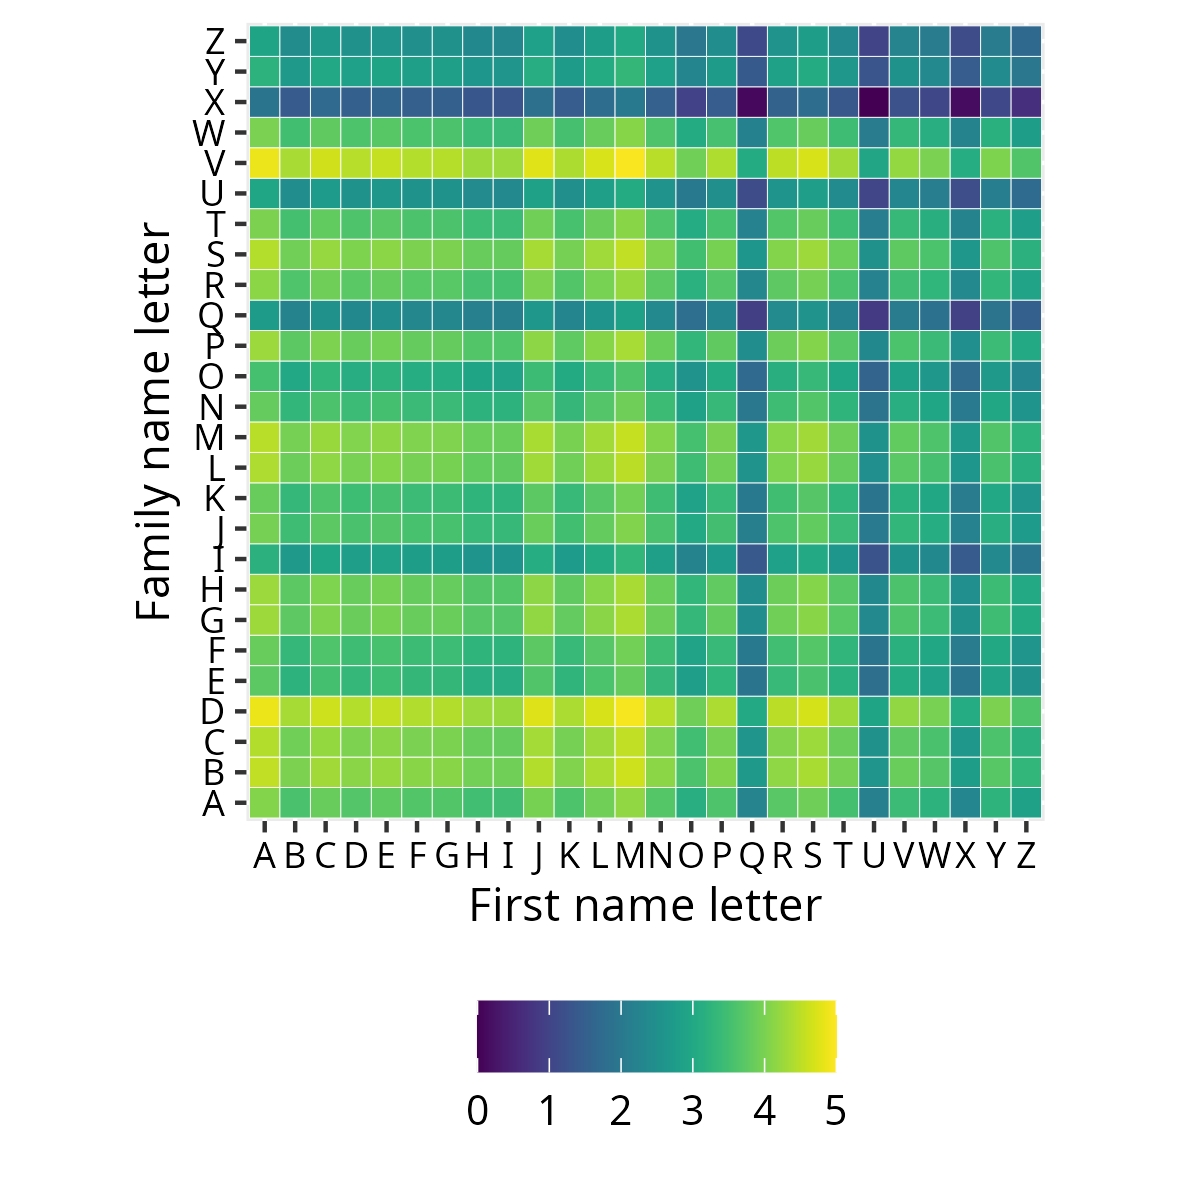 Family name letter
Z
Y
X
W
V
U
T
S
R
Q
P
O
N
M
L
K
J
I
H
G
F
E
D
C
B
A
A B C D E F G H I J K L M N O P Q R S T U V W X Y Z
First name letter
0 1 2 3 4 5